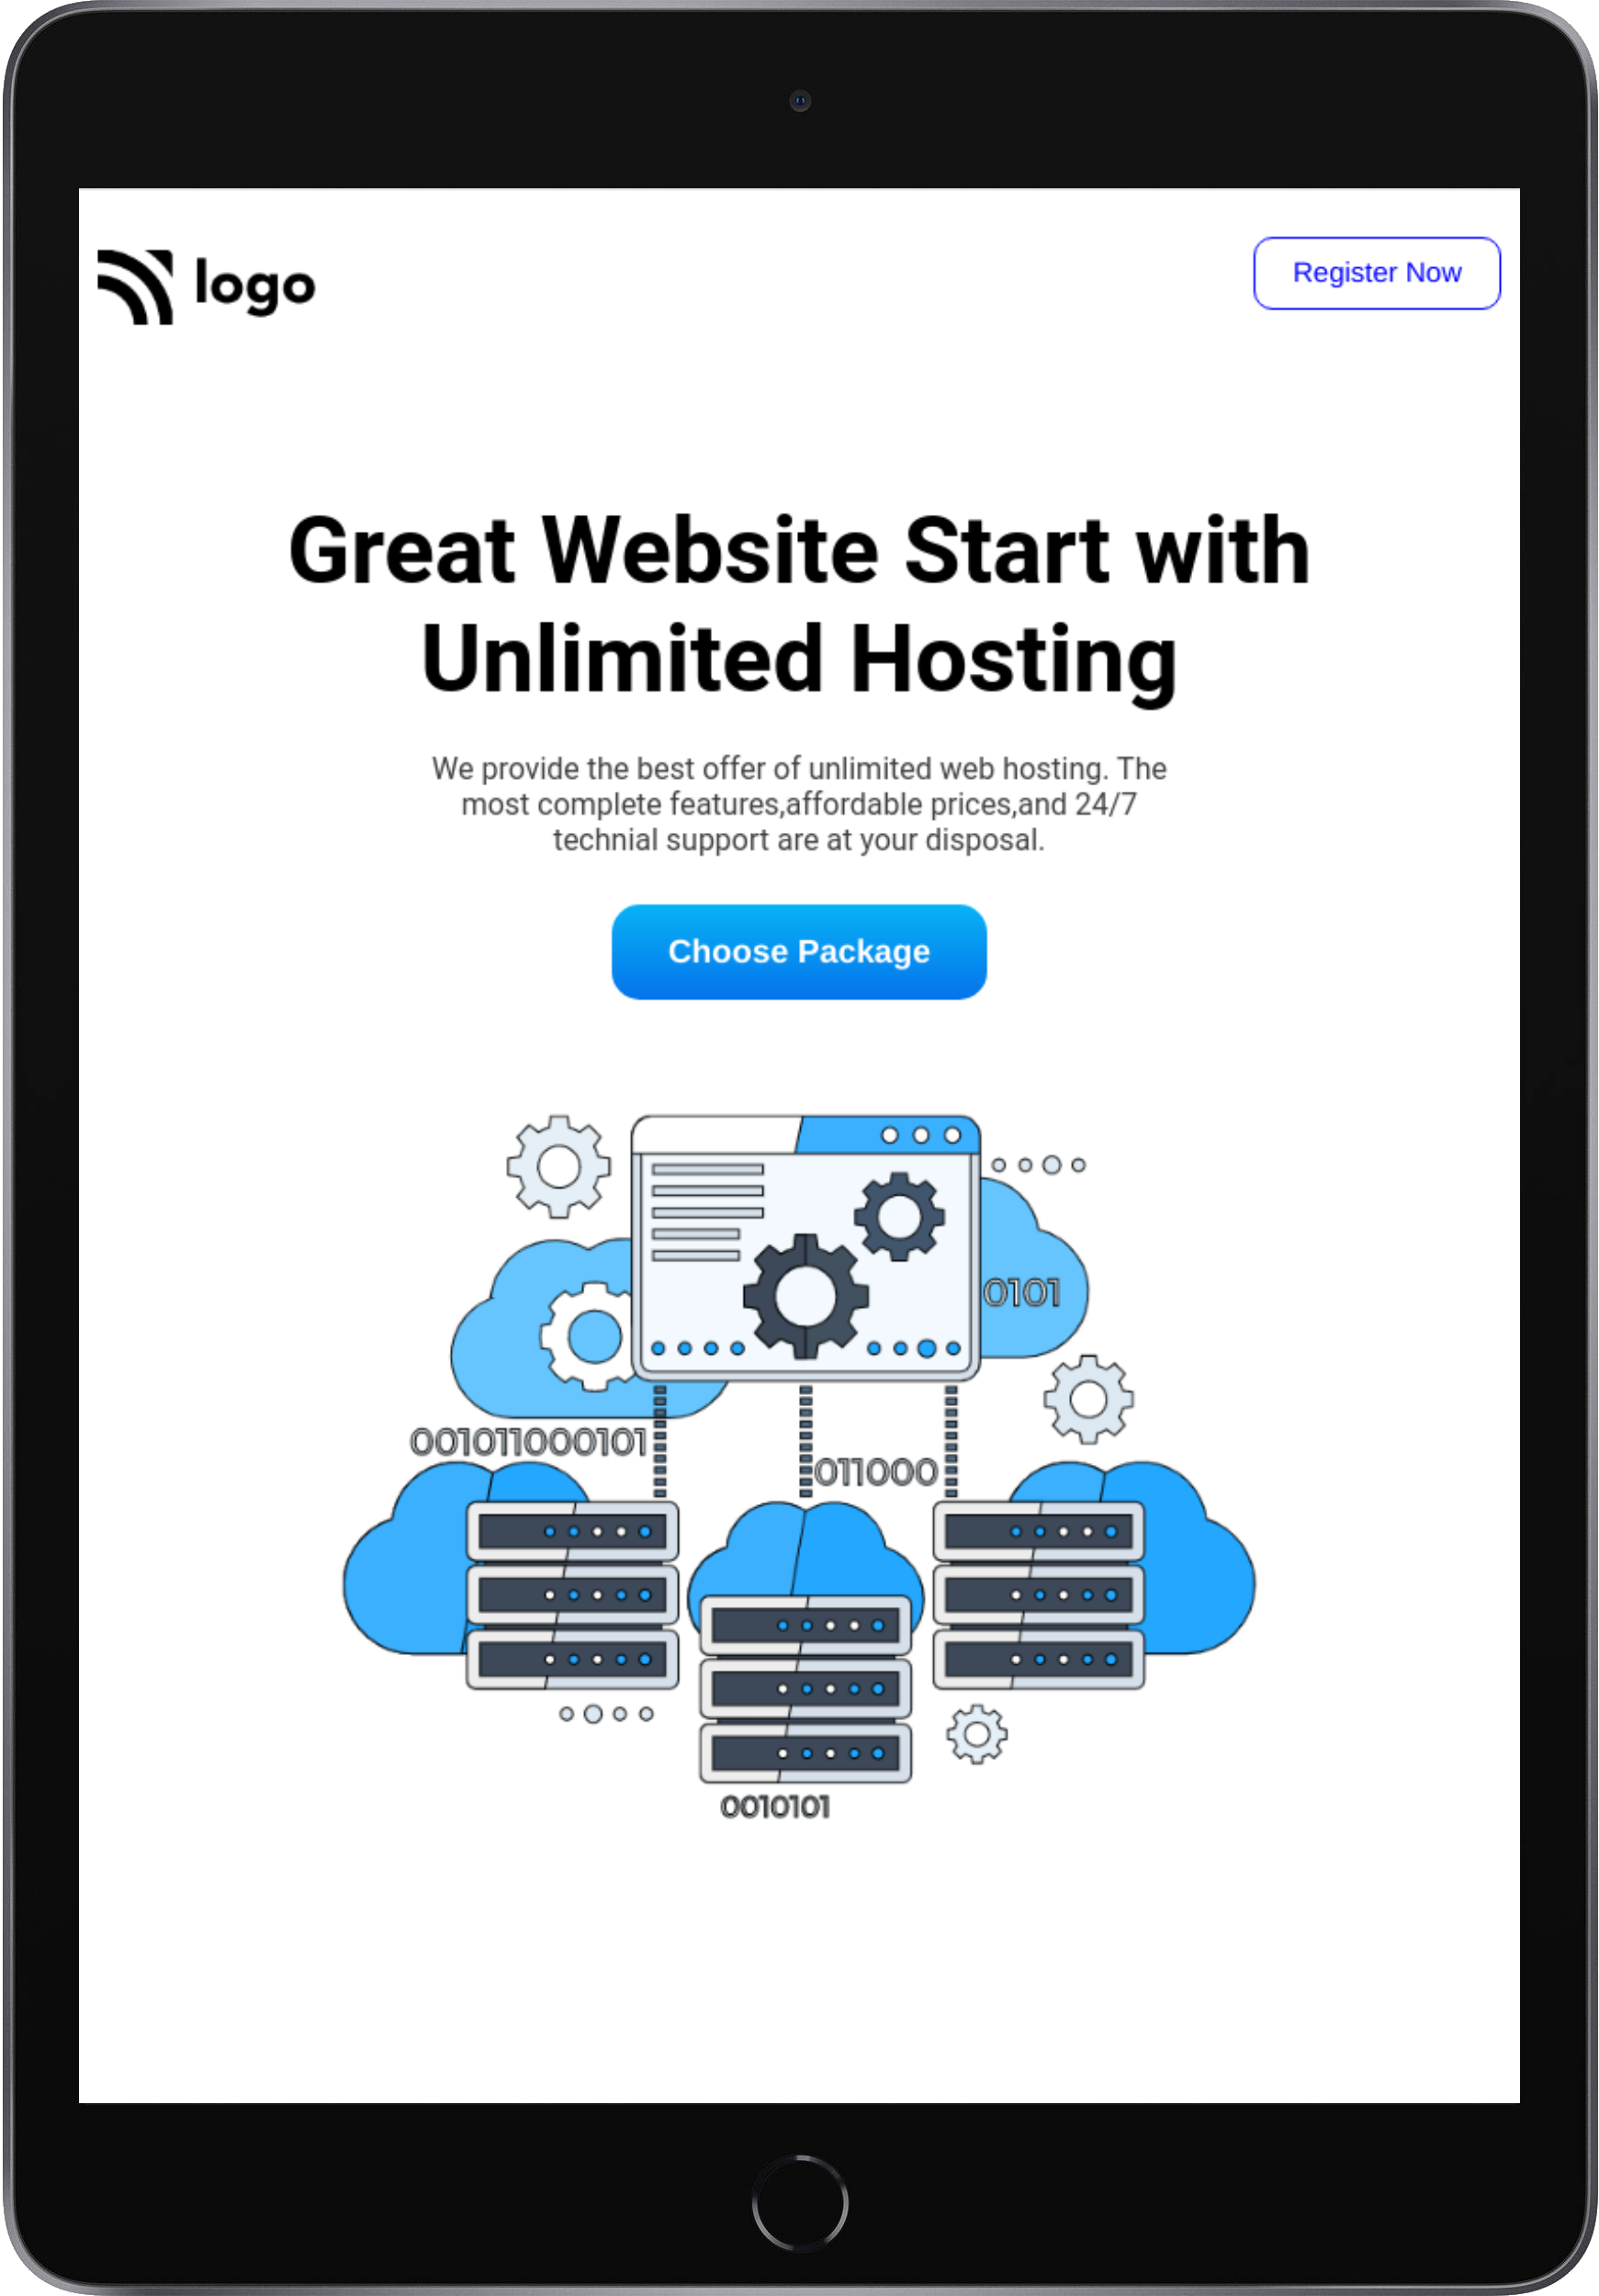 logo
Register Now
Great Website Start with
Unlimited Hosting
We provide the best offer of unlimited web hosting. The
most complete features,affordable prices,and 24/7
technial support are at your disposal.
Choose Package
0101
001011000101
011000
0010101